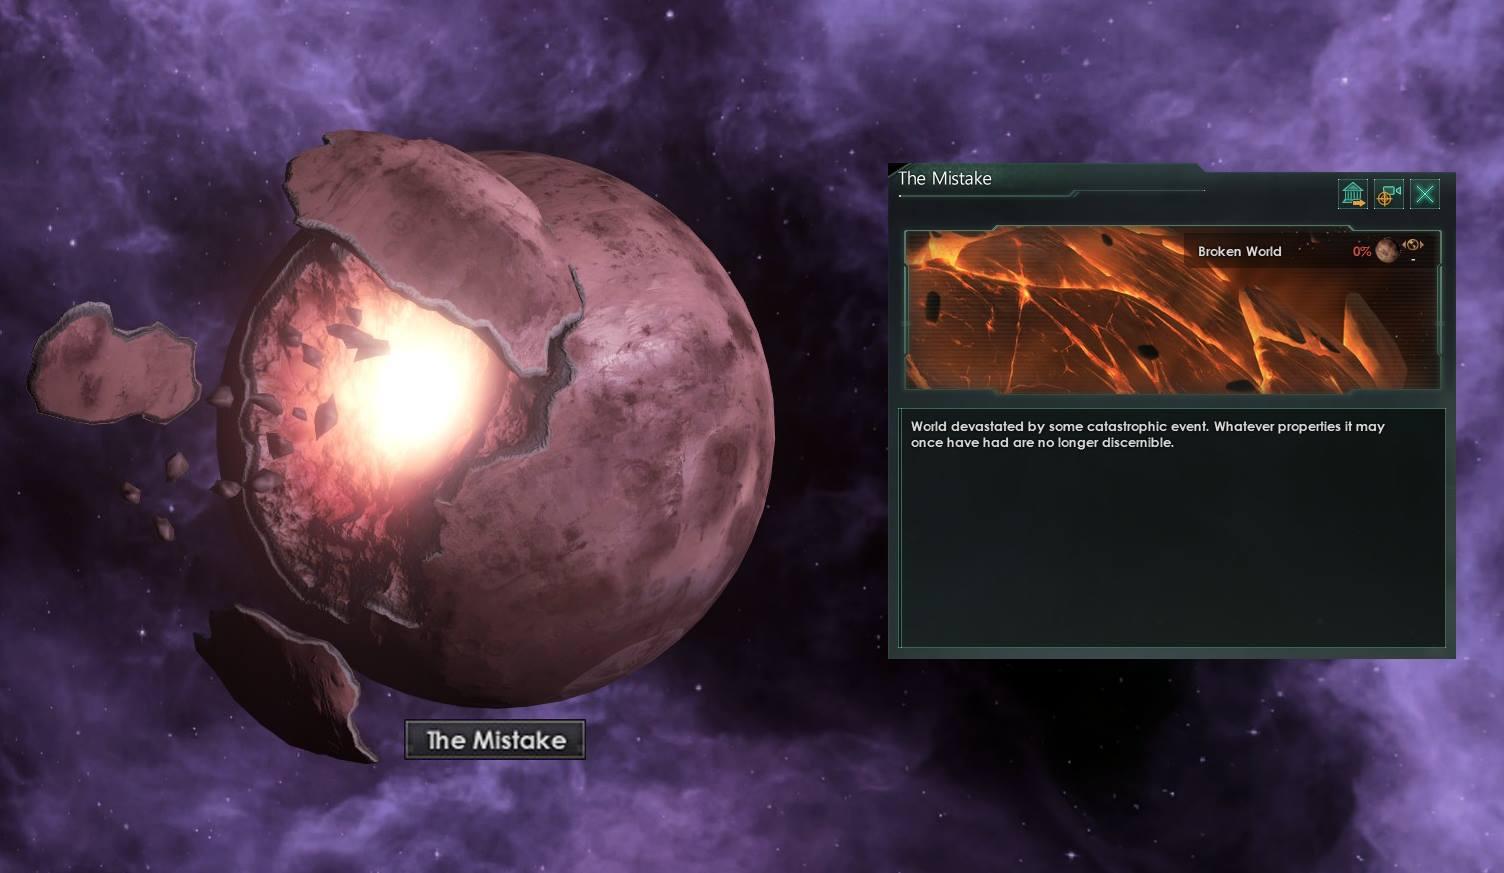 The Mistake
Broken World
0%
-
World devastated by some catastrophic event. Whatever properties it may
once have had are no longer discernible.
The Mistake